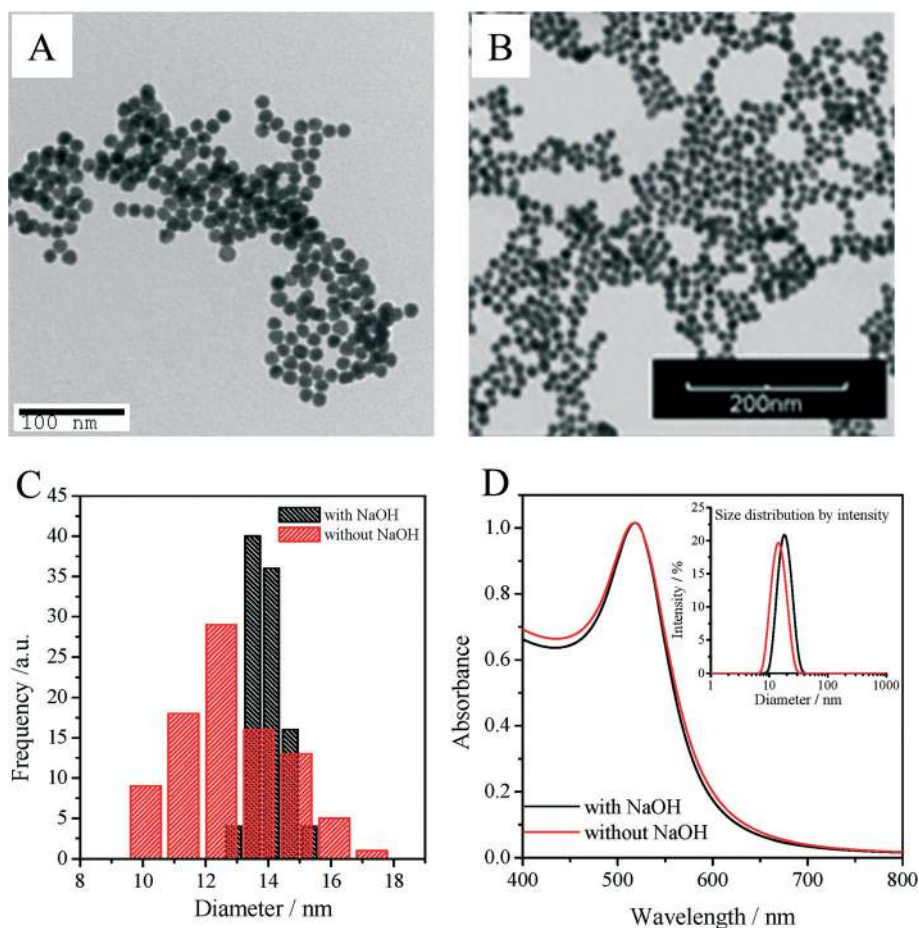 A
B
100 nm
200nm
C
with NaOH
without NaOH
45
40
35
30
25
20
15
10
5
0
Frequency /a.u.
8 10 12 14 16 18
Diameter / nm
D
Size distribution by intensity
25
20
15
10
5
0
Intensity / %
1 10 100 1000
Diameter / nm
1.0
0.8
0.6
0.4
0.2
0.0
Absorbance
with NaOH
without NaOH
400 500 600 700 800
Wavelength / nm